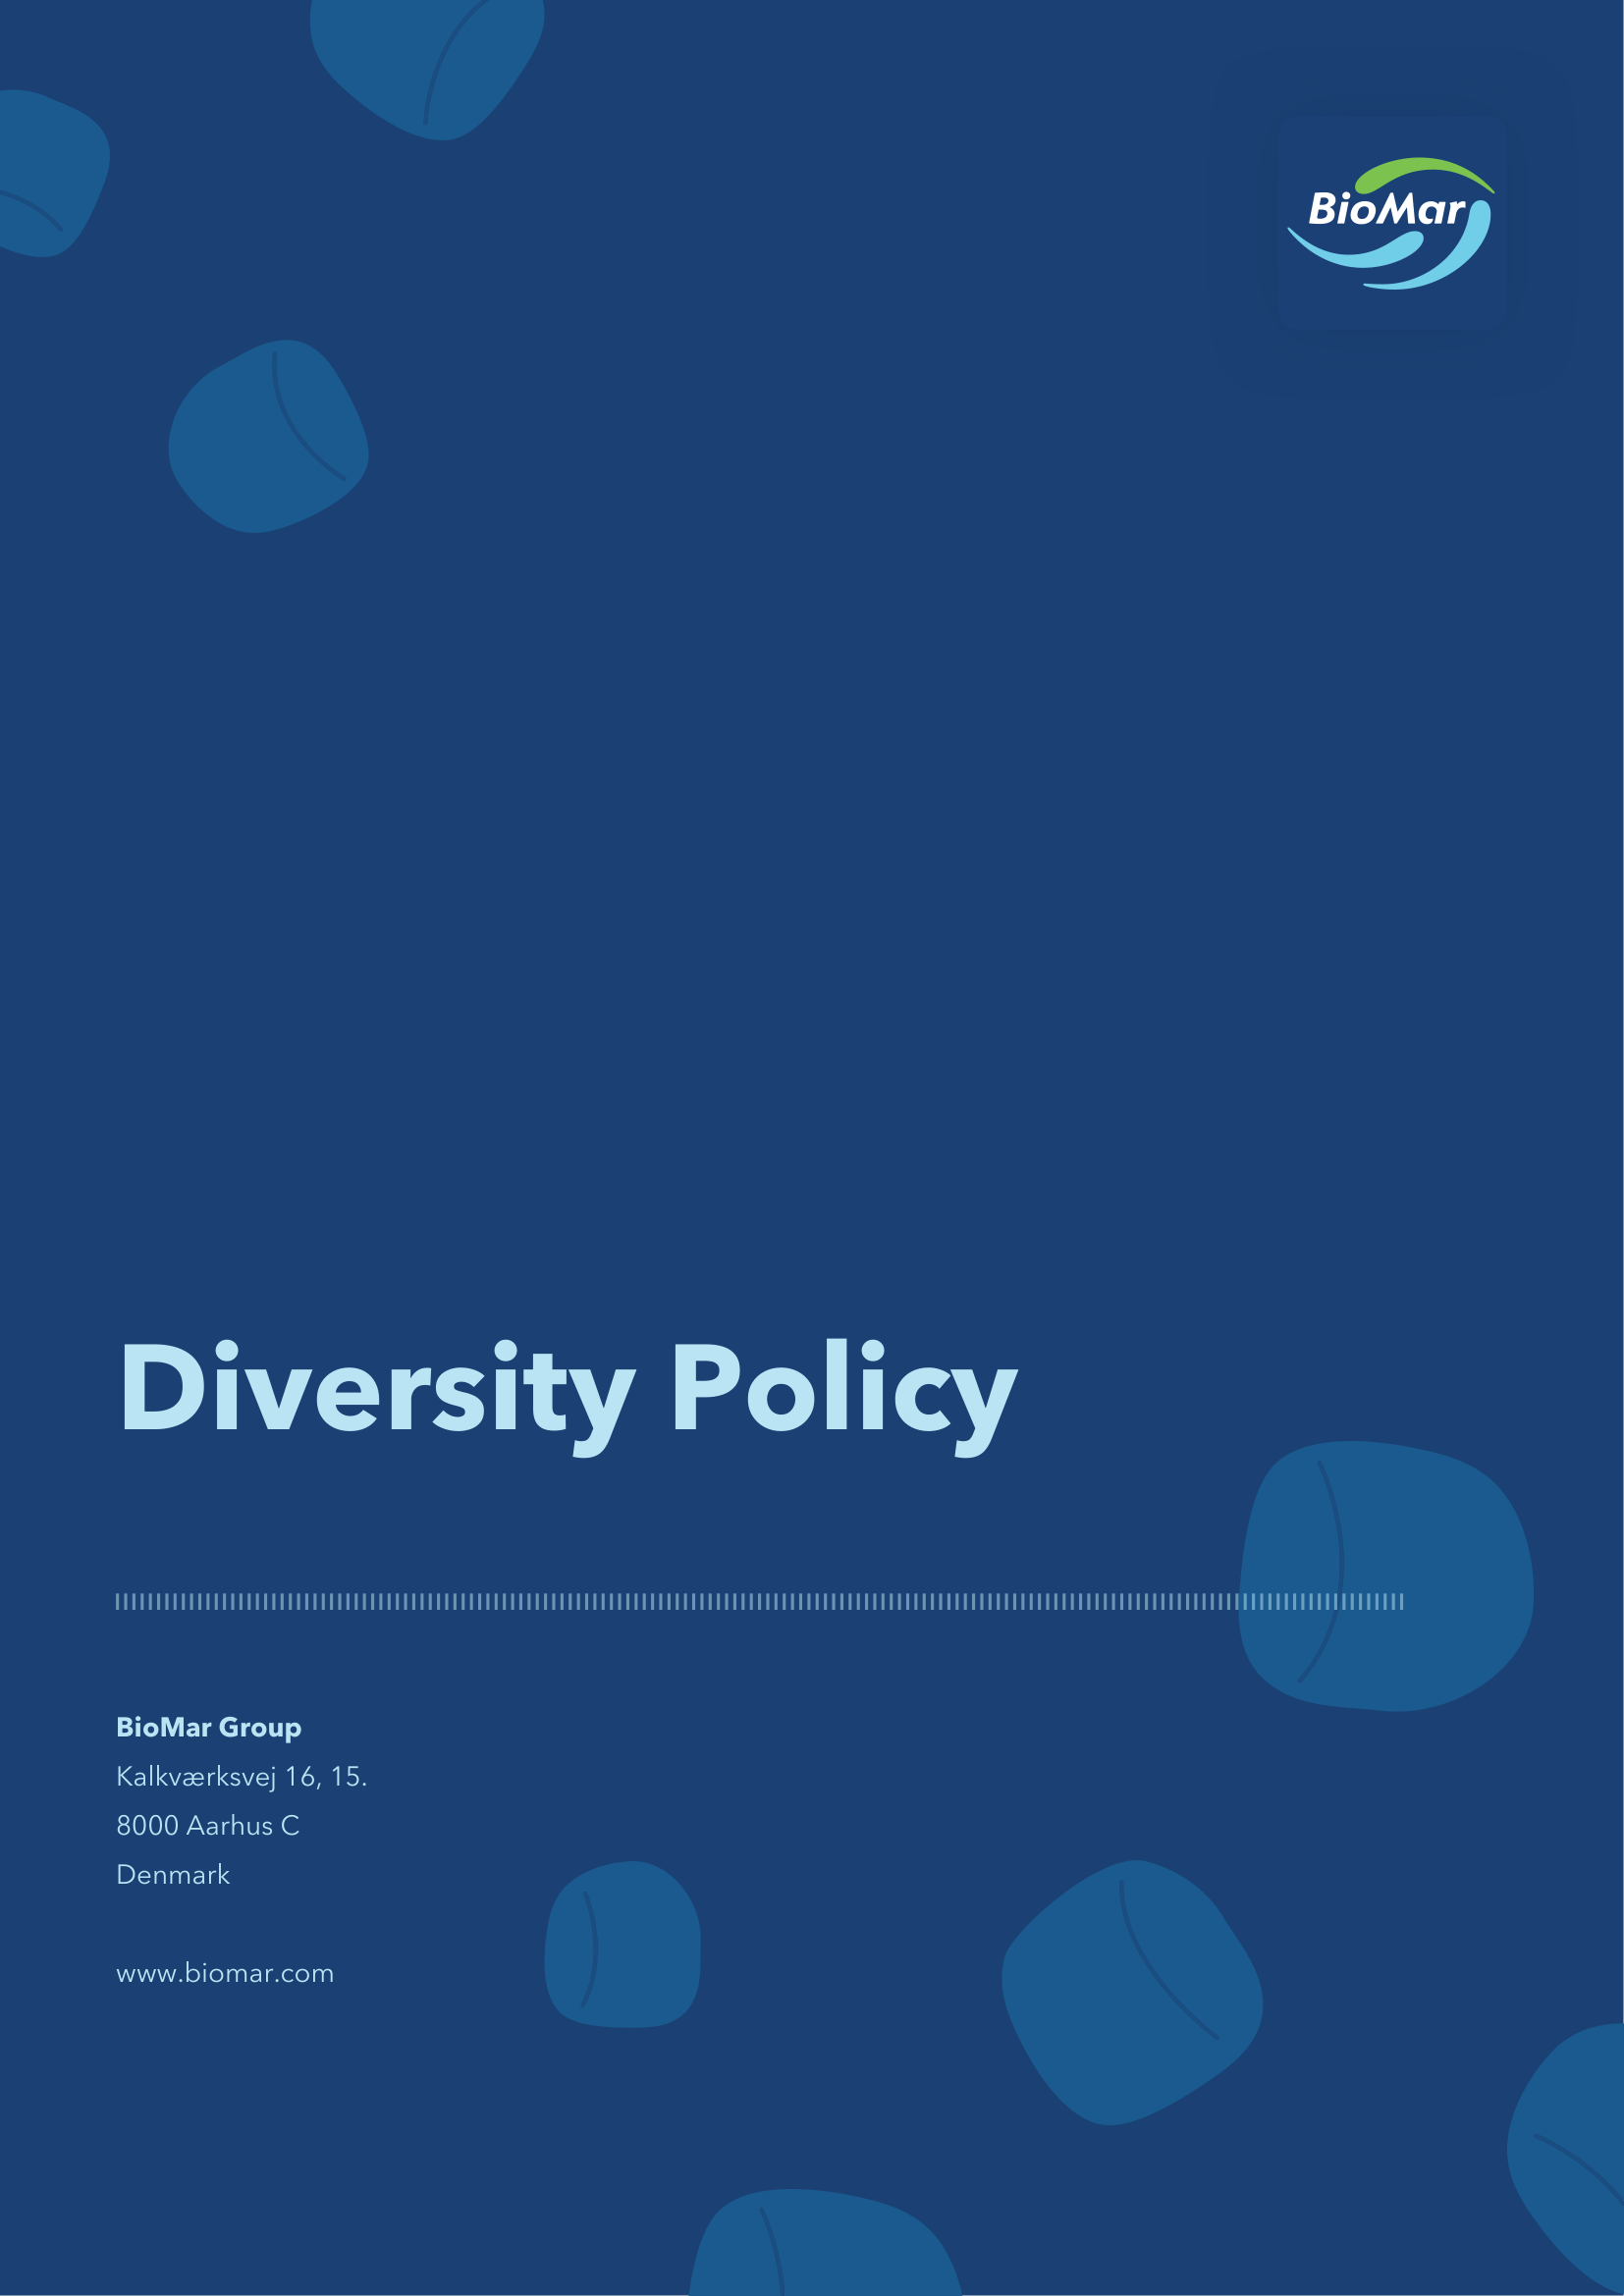 BioMar
Diversity Policy
BioMar Group
Kalkværksvej 16, 15.
8000 Aarhus C
Denmark
www.biomar.com